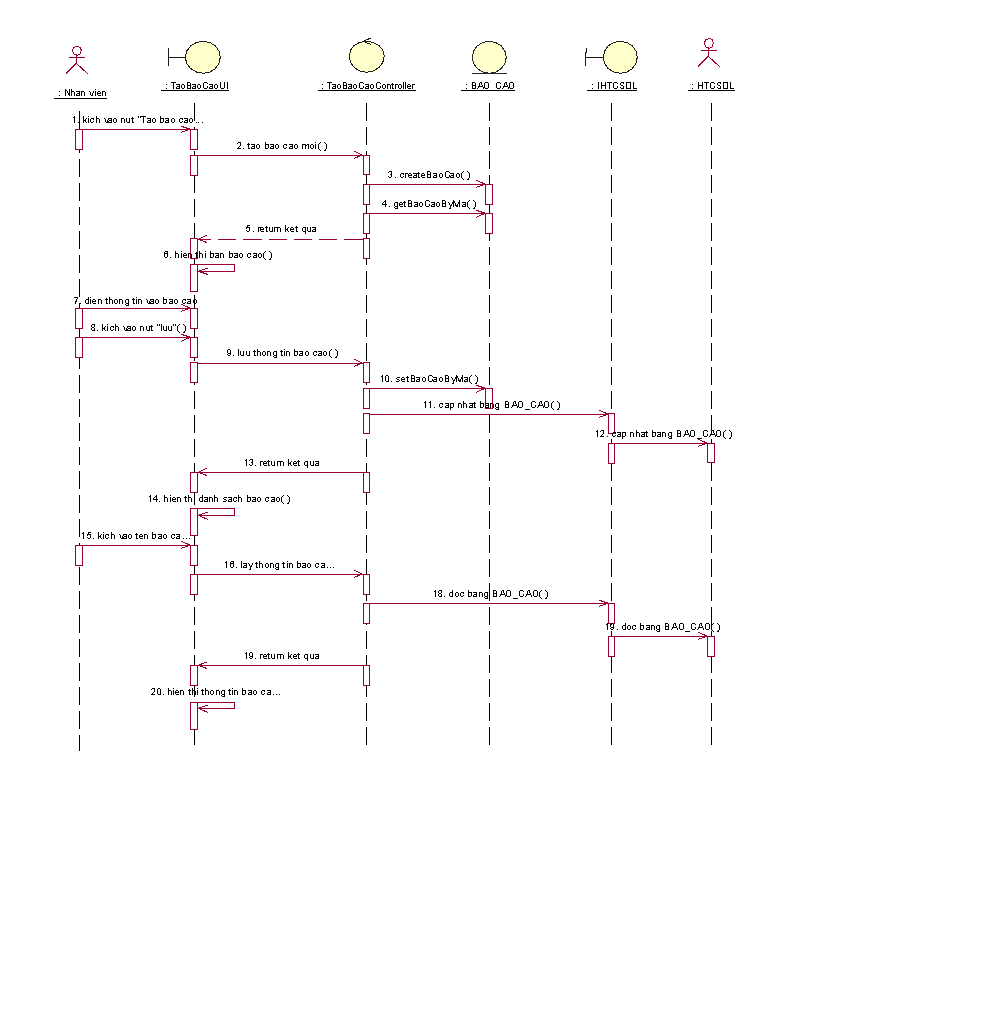 : Nhan vien
: TaoBaoCaoUI
: TaoBaoCaoController
: BAO_CAO
: IHTCSDL
: HTCSDL
1. kich vao nut "Tao bao cao...
2. tao bao cao moi( )
3. createBaoCao( )
4. getBaoCaoByMa( )
5. return ket qua
6. hien thi ban bao cao( )
7. dien thong tin vao bao cao
8. kich vao nut "luu"( )
9. luu thong tin bao cao( )
10. setBaoCaoByMa( )
11. cap nhat bang BAO_CAO( )
12. cap nhat bang BAO_CAO( )
13. return ket qua
14. hien thi danh sach bao cao( )
15. kich vao ten bao ca...
16. lay thong tin bao ca...
18. doc bang BAO_CAO( )
19. doc bang BAO_CAO( )
19. return ket qua
20. hien thi thong tin bao ca...